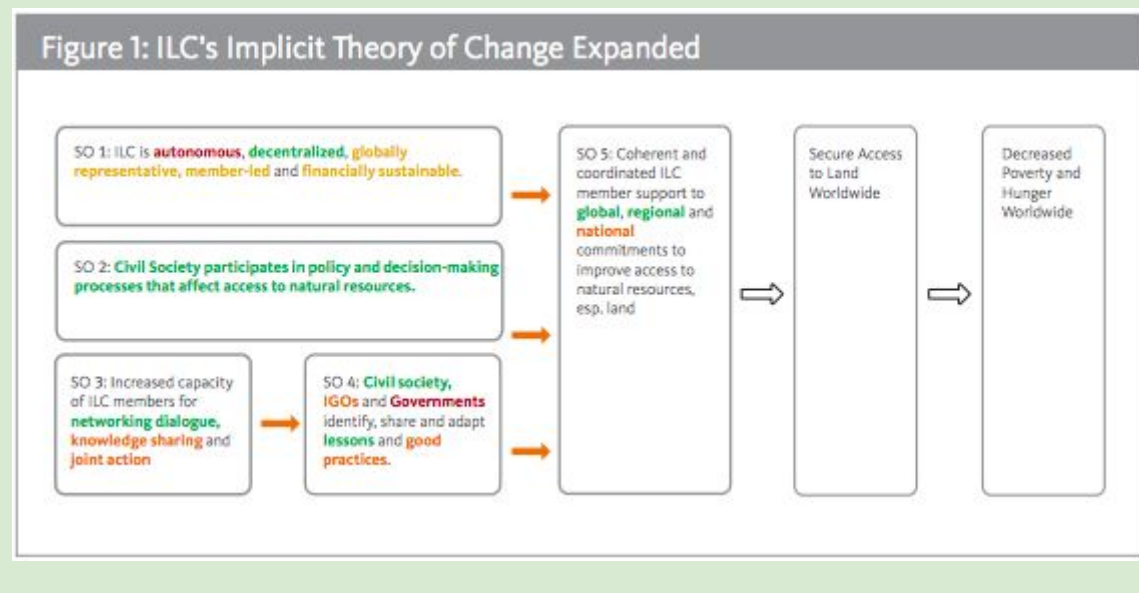 Figure 1: ILC's Implicit Theory of Change Expanded
SO 1: ILC is autonomous, decentralized, globally
representative, member-led and financially sustainable.
SO 2: Civil Society participates in policy and decision-making
processes that affect access to natural resources.
SO 3: Increased capacity
of ILC members for
networking dialogue,
knowledge sharing and
joint action
SO 4: Civil society,
IGOs and Governments
identify, share and adapt
lessons and good
practices.
SO 5: Coherent and
coordinated ILC
member support to
global, regional and
national
commitments to
improve access to
natural resources,
esp. land
Secure Access
to Land
Worldwide
Decreased
Poverty and
Hunger
Worldwide